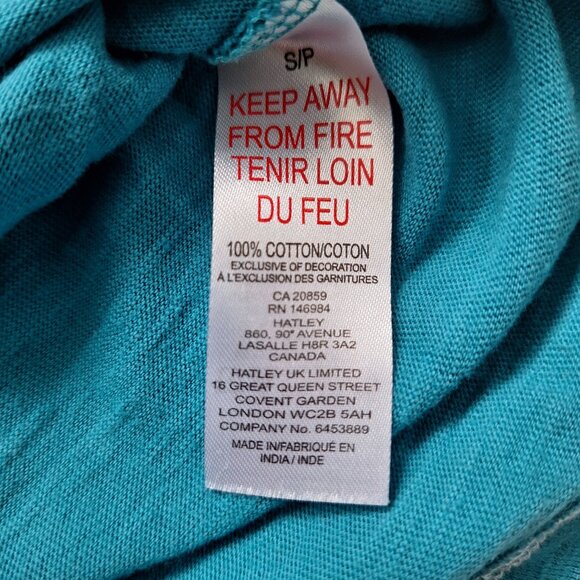 S/P
KEEP AWAY
FROM FIRE
TENIR LOIN
DU FEU
100% COTTON/COTON
EXCLUSIVE OF DECORATION
À L'EXCLUSION DES GARNITURES
CA 20859
RN 146984
HATLEY
860, 90ᵉ AVENUE
LASALLE H8R 3A2
CANADA
HATLEY UK LIMITED
16 GREAT QUEEN STREET
COVENT GARDEN
LONDON WC2B 5AH
COMPANY No. 6453889
MADE IN/FABRIQUÉ EN
INDIA / INDE